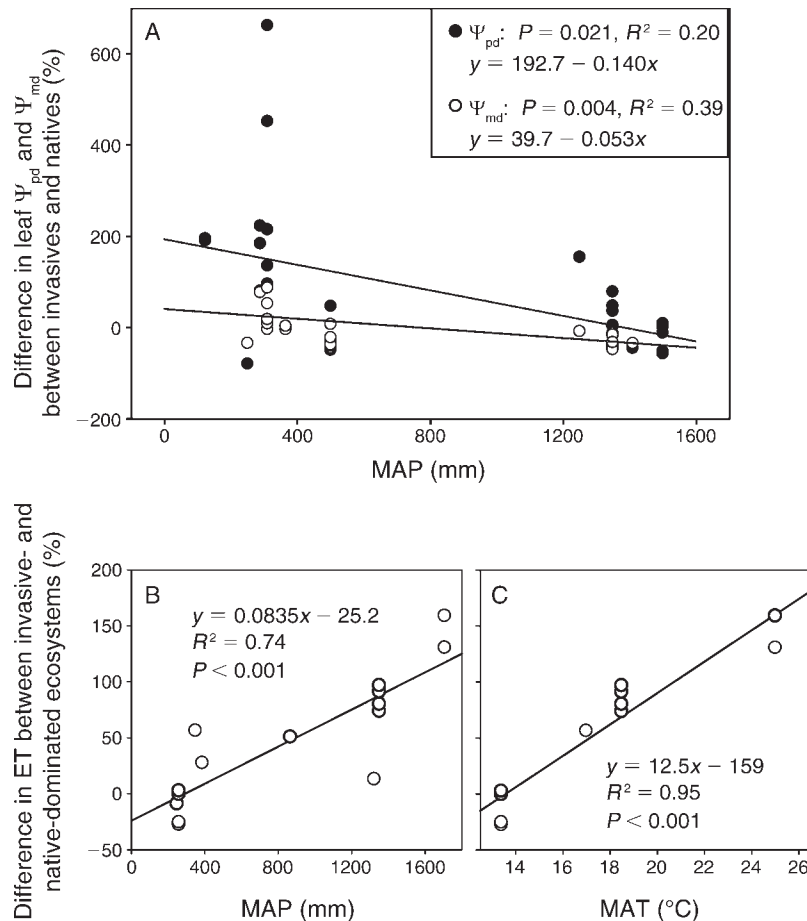 A
● Ψpd: P = 0.021, R² = 0.20
y = 192.7 − 0.140x
○ Ψmd: P = 0.004, R² = 0.39
y = 39.7 − 0.053x
Difference in leaf Ψpd and Ψmd
between invasives and natives (%)
600
400
200
0
−200
0 400 800 1200 1600
MAP (mm)
Difference in ET between invasive- and
native-dominated ecosystems (%)
200
150
100
50
0
−50
B
y = 0.0835x − 25.2
R² = 0.74
P < 0.001
0 400 800 1200 1600
MAP (mm)
C
y = 12.5x − 159
R² = 0.95
P < 0.001
14 16 18 20 22 24 26
MAT (°C)